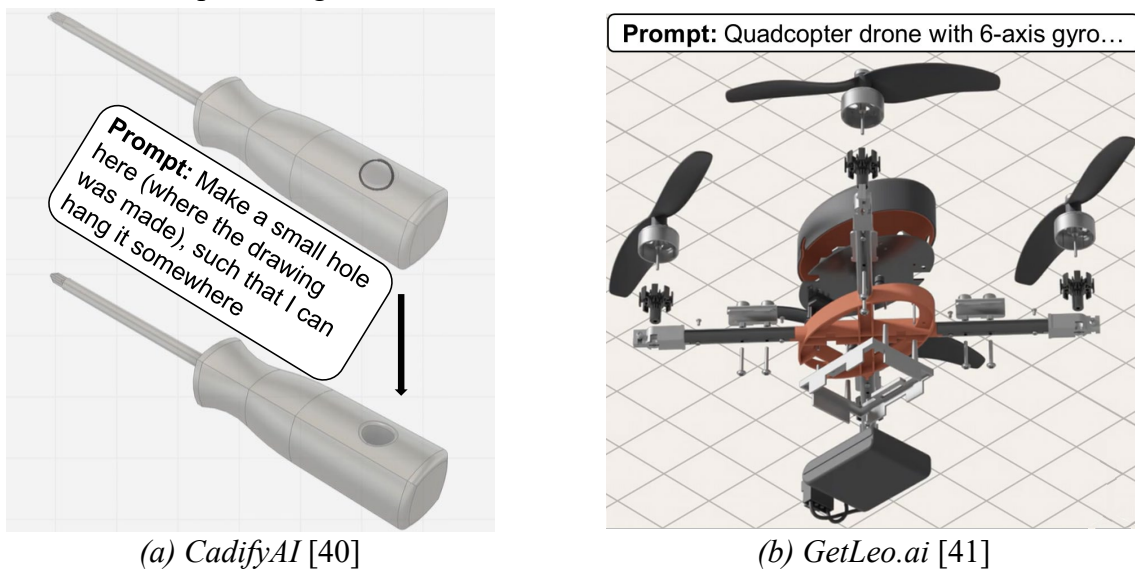 Prompt: Make a small hole
here (where the drawing
was made), such that I can
hang it somewhere
Prompt: Quadcopter drone with 6-axis gyro…
(a) CadifyAI [40]
(b) GetLeo.ai [41]